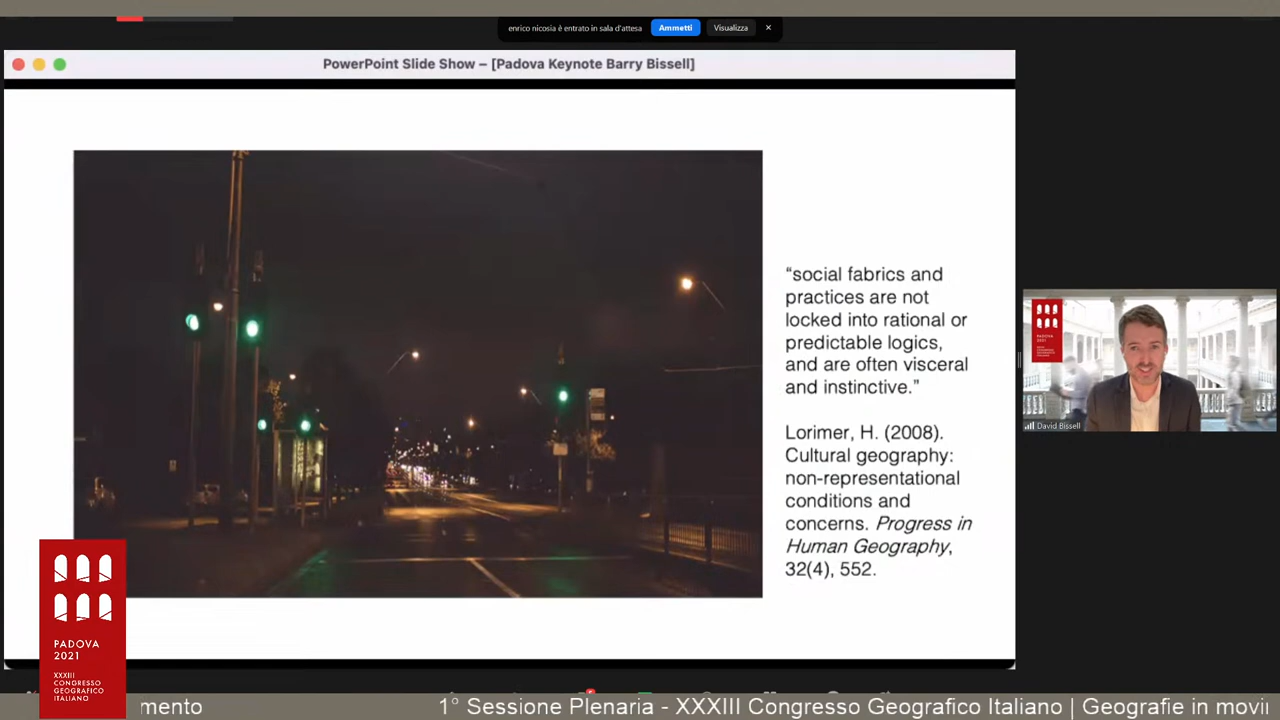 enrico nicosia è entrato in sala d'attesa
Ammetti
Visualizza
PowerPoint Slide Show – [Padova Keynote Barry Bissell]
“social fabrics and
practices are not
locked into rational or
predictable logics,
and are often visceral
and instinctive.”
Lorimer, H. (2008).
Cultural geography:
non-representational
conditions and
concerns. Progress in
Human Geography,
32(4), 552.
PADOVA
2021
David Bissell
PADOVA
2021
XXXIII
CONGRESSO
GEOGRAFICO
ITALIANO
mento
1° Sessione Plenaria - XXXIII Congresso Geografico Italiano | Geografie in movi